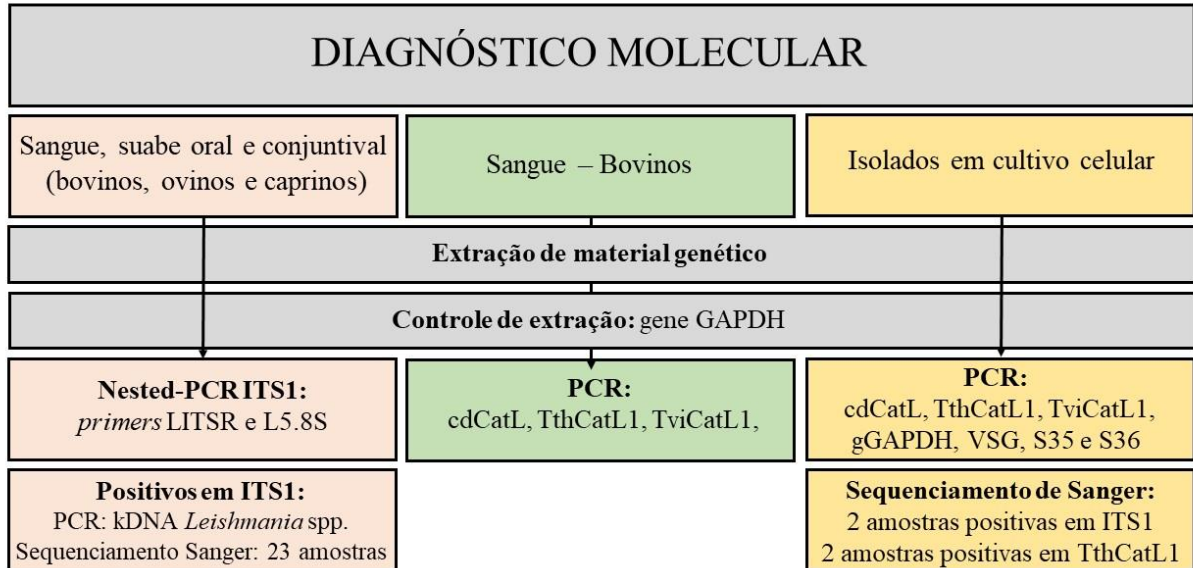 DIAGNÓSTICO MOLECULAR
Sangue, suabe oral e conjuntival
(bovinos, ovinos e caprinos)
Sangue – Bovinos
Isolados em cultivo celular
Extração de material genético
Controle de extração: gene GAPDH
Nested-PCR ITS1:
primers LITSR e L5.8S
PCR:
cdCatL, TthCatL1, TviCatL1,
PCR:
cdCatL, TthCatL1, TviCatL1,
gGAPDH, VSG, S35 e S36
Positivos em ITS1:
PCR: kDNA Leishmania spp.
Sequenciamento Sanger: 23 amostras
Sequenciamento de Sanger:
2 amostras positivas em ITS1
2 amostras positivas em TthCatL1